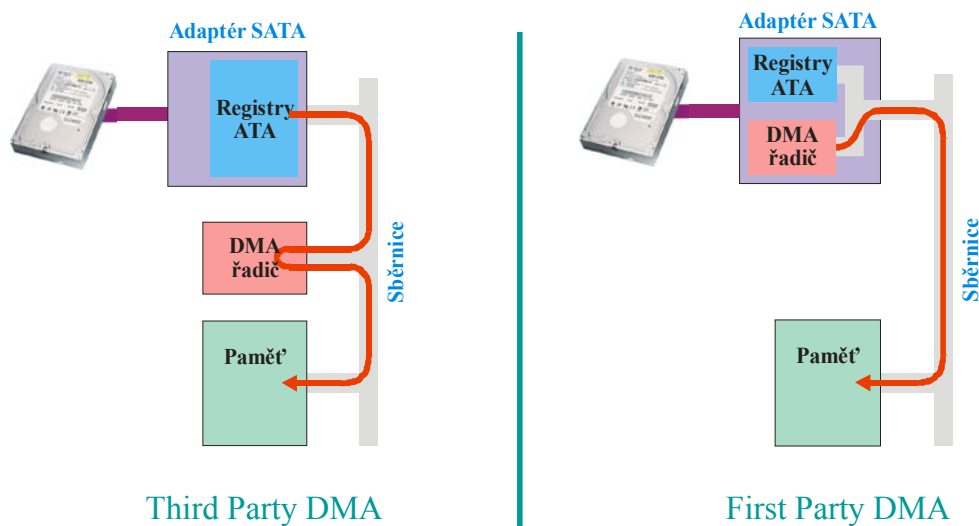 Adaptér SATA
Registry
ATA
DMA
řadič
Sběrnice
Paměť
Third Party DMA
Adaptér SATA
Registry
ATA
DMA
řadič
Sběrnice
Paměť
First Party DMA